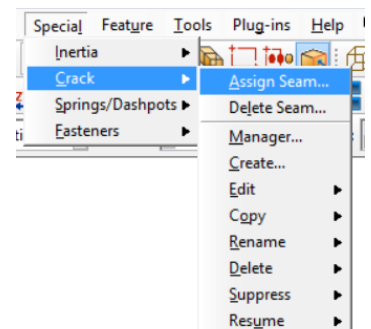 Special Feature Tools Plug-ins Help
Inertia
Crack
Springs/Dashpots
Fasteners
Assign Seam...
Delete Seam...
Manager...
Create...
Edit
Copy
Rename
Delete
Suppress
Resume